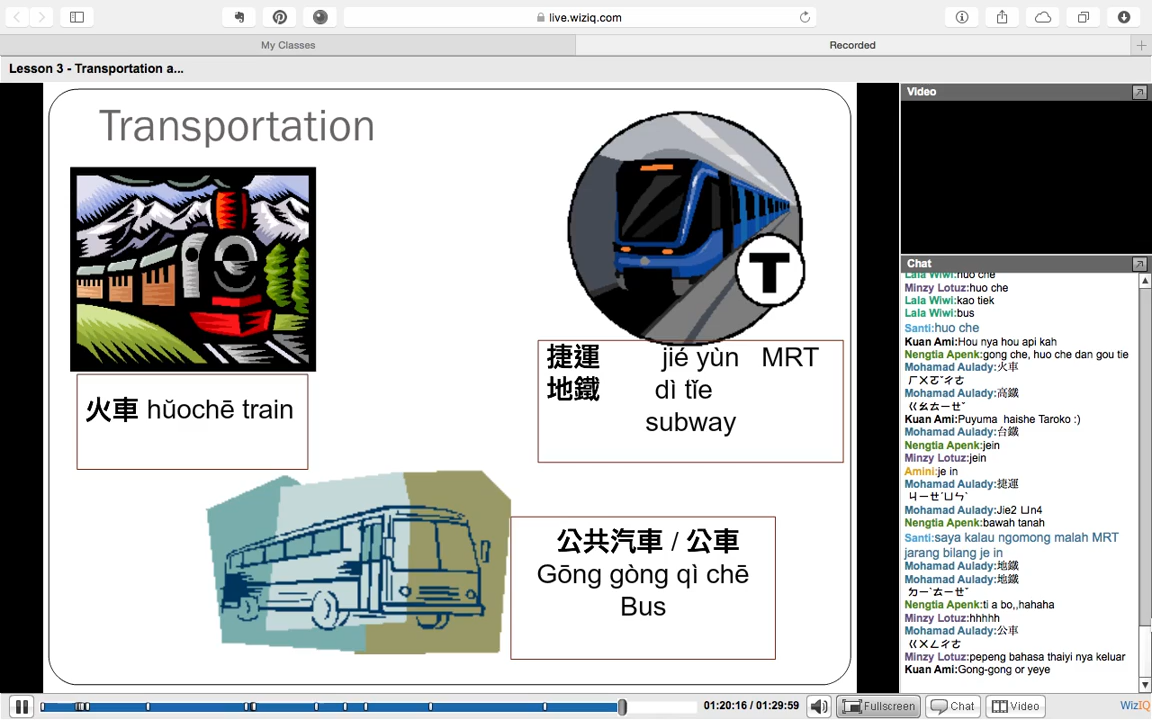 live.wiziq.com
My Classes
Recorded
Lesson 3 - Transportation a...
Transportation
T
火車 hǔochē train
捷運 jié yùn MRT
地鐵 dì tǐe
subway
公共汽車 / 公車
Gōng gòng qì chē
Bus
Video
Chat
Lala Wiwi:huo che
Minzy Lotuz:huo che
Lala Wiwi:kao tiek
Lala Wiwi:bus
Santi:huo che
Kuan Ami:Hou nya hou api kah
Nengtia Apenk:gong che, huo che dan gou tie
Mohamad Aulady:火車
ㄏㄨㄛˇㄔㄜ
Mohamad Aulady:高鐵
ㄍㄠㄊㄧㄝˇ
Kuan Ami:Puyuma haishe Taroko :)
Mohamad Aulady:台鐵
Nengtia Apenk:jein
Minzy Lotuz:jein
Amini:je in
Mohamad Aulady:捷運
ㄐㄧㄝˊㄩㄣˋ
Mohamad Aulady:Jie2 ㄩn4
Nengtia Apenk:bawah tanah
Santi:saya kalau ngomong malah MRT
jarang bilang je in
Mohamad Aulady:地鐵
Mohamad Aulady:地鐵
ㄉㄧˋㄊㄧㄝˇ
Nengtia Apenk:ti a bo,,hahaha
Minzy Lotuz:hhhhh
Mohamad Aulady:公車
ㄍㄨㄥㄔㄜ
Minzy Lotuz:pepeng bahasa thaiyi nya keluar
Kuan Ami:Gong-gong or yeye
01:20:16 / 01:29:59
Fullscreen
Chat
Video
WizIQ